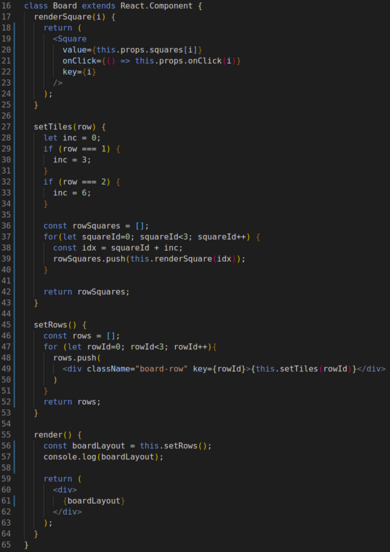 16 class Board extends React.Component {
17   renderSquare(i) {
18     return (
19       <Square
20         value={this.props.squares[i]}
21         onClick={() => this.props.onClick(i)}
22         key={i}
23       />
24     );
25   }
26
27   setTiles(row) {
28     let inc = 0;
29     if (row === 1) {
30       inc = 3;
31     }
32     if (row === 2) {
33       inc = 6;
34     }
35
36     const rowSquares = [];
37     for(let squareId=0; squareId<3; squareId++) {
38       const idx = squareId + inc;
39       rowSquares.push(this.renderSquare(idx));
40     }
41
42     return rowSquares;
43   }
44
45   setRows() {
46     const rows = [];
47     for (let rowId=0; rowId<3; rowId++){
48       rows.push(
49         <div className="board-row" key={rowId}>{this.setTiles(rowId)}</div>
50       )
51     }
52     return rows;
53   }
54
55   render() {
56     const boardLayout = this.setRows();
57     console.log(boardLayout);
58
59     return (
60       <div>
61         {boardLayout}
62       </div>
63     );
64   }
65 }